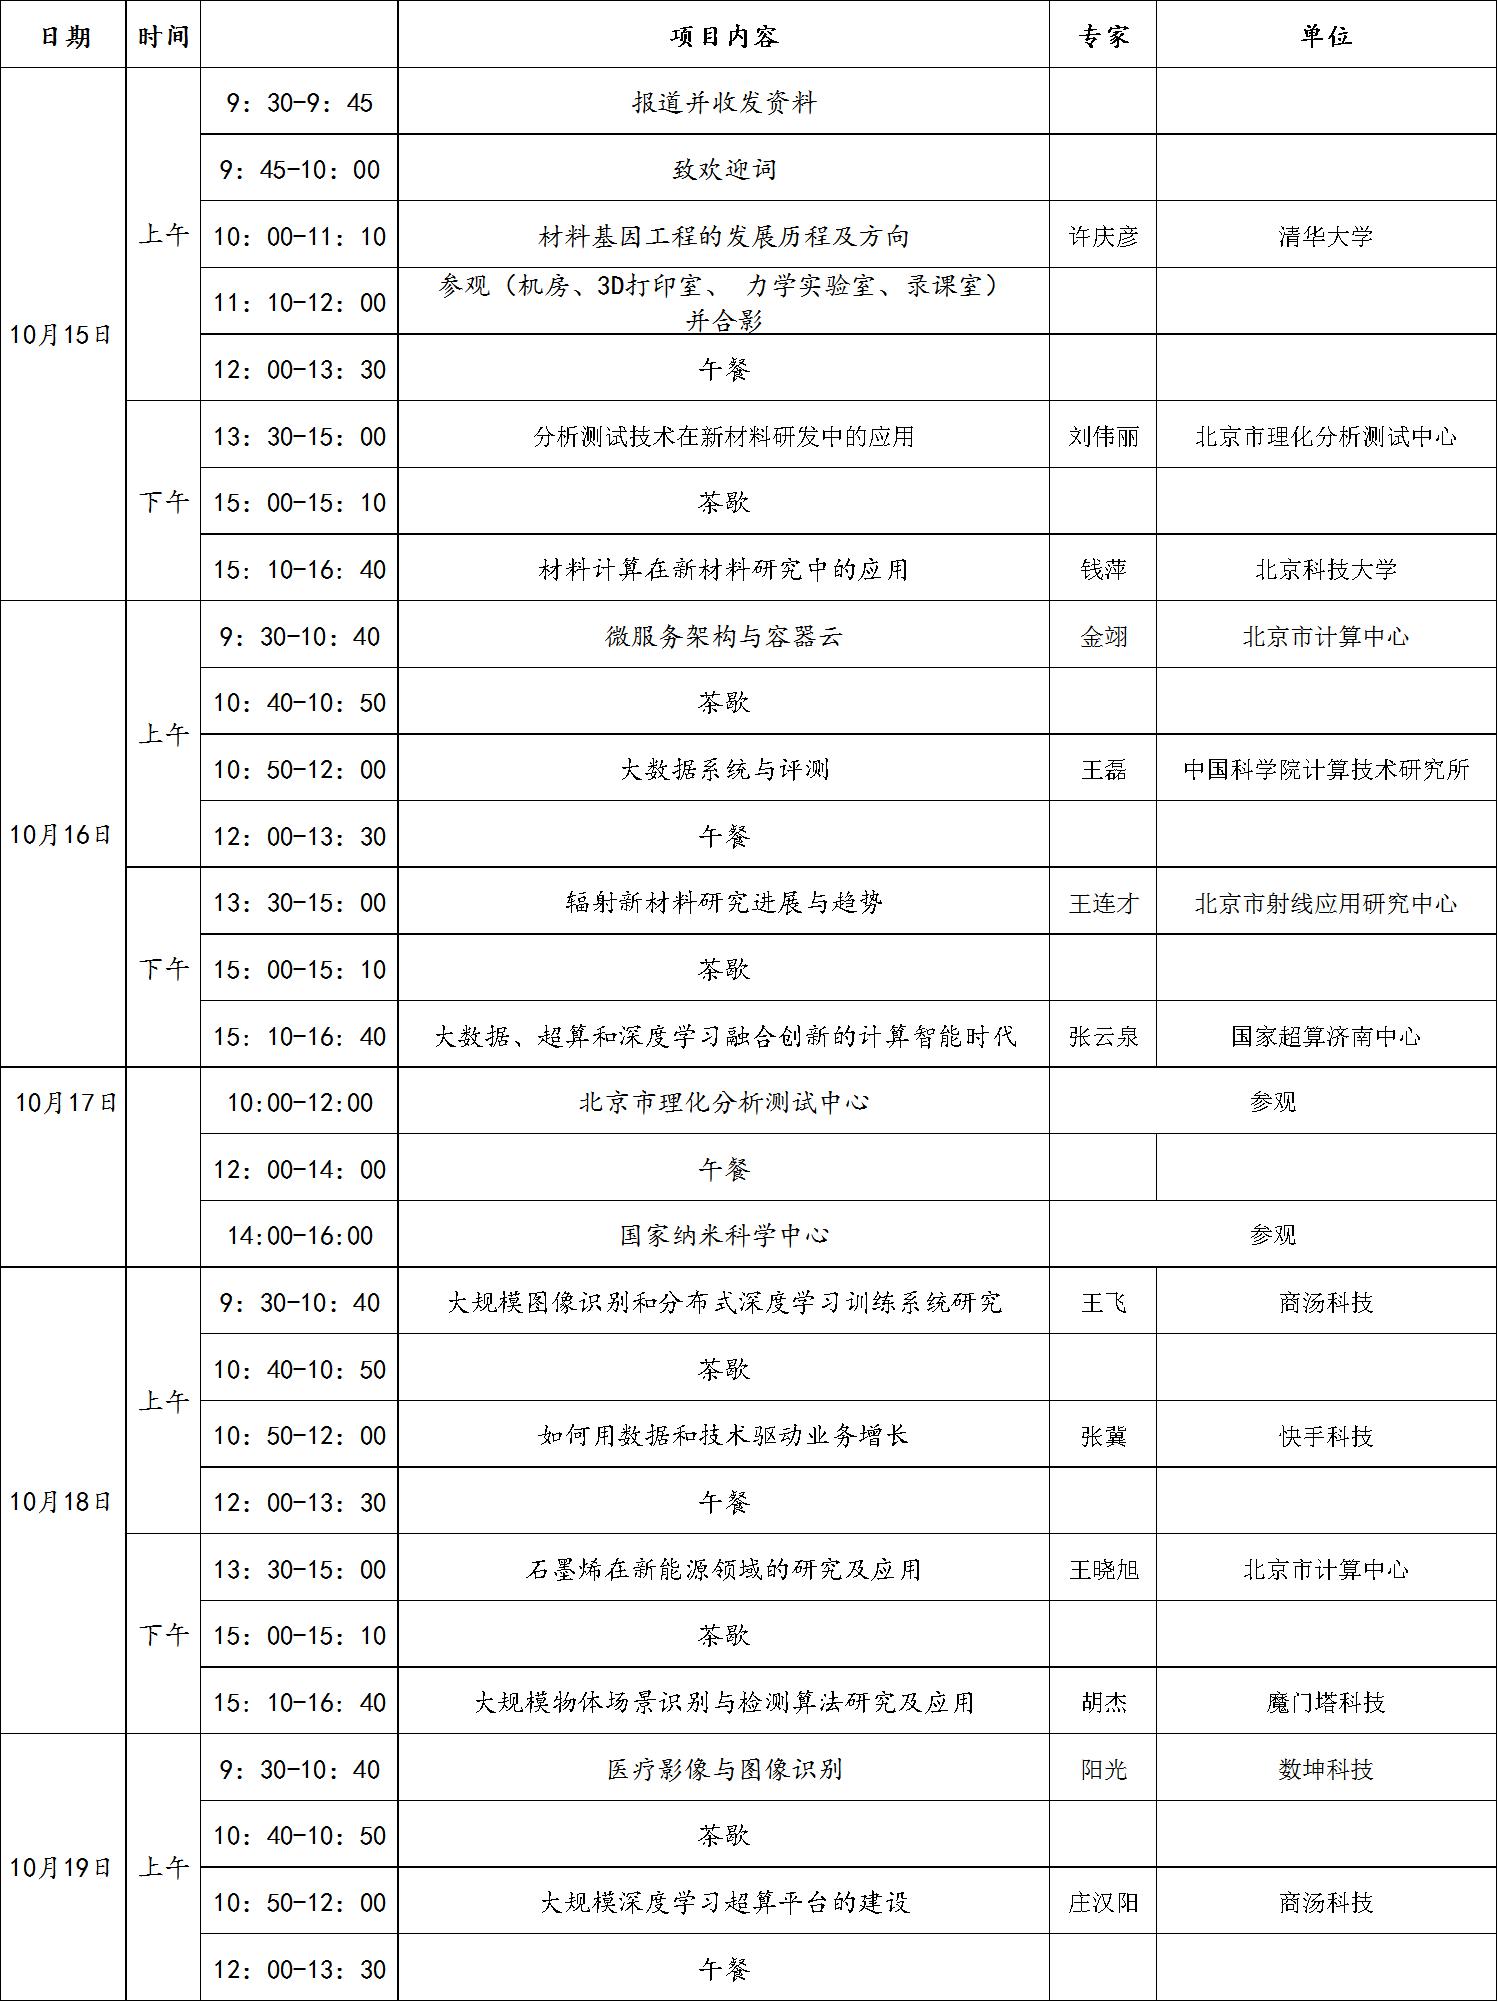 日期 时间 项目内容 专家 单位
9：30-9：45 报道并收发资料
9：45-10：00 致欢迎词
上午 10：00-11：10 材料基因工程的发展历程及方向 许庆彦 清华大学
11：10-12：00 参观（机房、3D打印室、 力学实验室、录课室）
并合影
10月15日
12：00-13：30 午餐
13：30-15：00 分析测试技术在新材料研发中的应用 刘伟丽 北京市理化分析测试中心
下午 15：00-15：10 茶歇
15：10-16：40 材料计算在新材料研究中的应用 钱萍 北京科技大学
9：30-10：40 微服务架构与容器云 金翊 北京市计算中心
10：40-10：50 茶歇
上午
10：50-12：00 大数据系统与评测 王磊 中国科学院计算技术研究所
10月16日 12：00-13：30 午餐
13：30-15：00 辐射新材料研究进展与趋势 王连才 北京市射线应用研究中心
下午 15：00-15：10 茶歇
15：10-16：40 大数据、超算和深度学习融合创新的计算智能时代 张云泉 国家超算济南中心
10月17日 10:00-12:00 北京市理化分析测试中心 参观
12：00-14：00 午餐
14:00-16:00 国家纳米科学中心 参观
9：30-10：40 大规模图像识别和分布式深度学习训练系统研究 王飞 商汤科技
10：40-10：50 茶歇
上午
10：50-12：00 如何用数据和技术驱动业务增长 张冀 快手科技
10月18日 12：00-13：30 午餐
13：30-15：00 石墨烯在新能源领域的研究及应用 王晓旭 北京市计算中心
下午 15：00-15：10 茶歇
15：10-16：40 大规模物体场景识别与检测算法研究及应用 胡杰 魔门塔科技
9：30-10：40 医疗影像与图像识别 阳光 数坤科技
10：40-10：50 茶歇
10月19日 上午
10：50-12：00 大规模深度学习超算平台的建设 庄汉阳 商汤科技
12：00-13：30 午餐